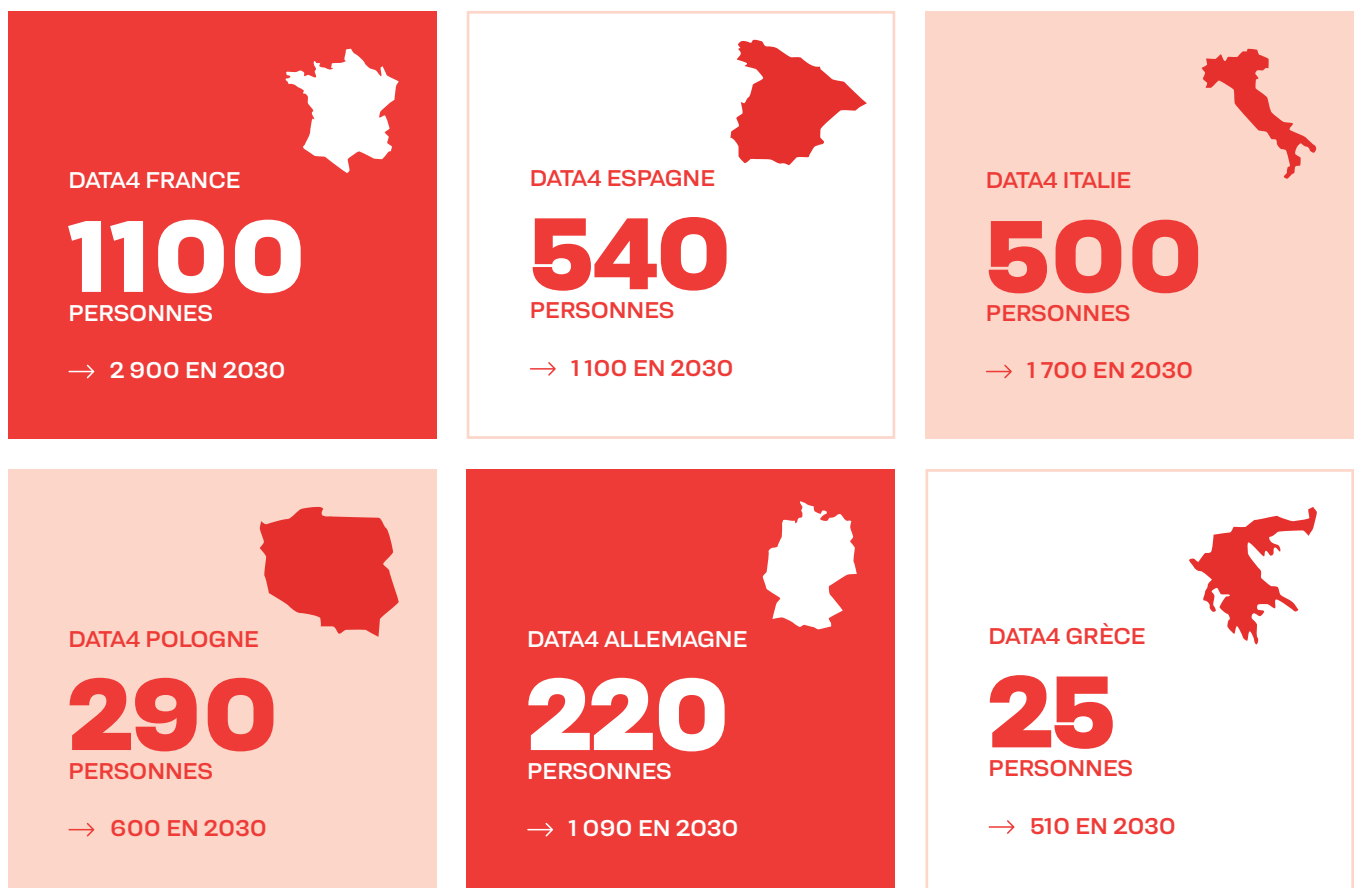 DATA4 FRANCE
1100
PERSONNES
→ 2 900 EN 2030
DATA4 ESPAGNE
540
PERSONNES
→ 1 100 EN 2030
DATA4 ITALIE
500
PERSONNES
→ 1 700 EN 2030
DATA4 POLOGNE
290
PERSONNES
→ 600 EN 2030
DATA4 ALLEMAGNE
220
PERSONNES
→ 1 090 EN 2030
DATA4 GRÈCE
25
PERSONNES
→ 510 EN 2030